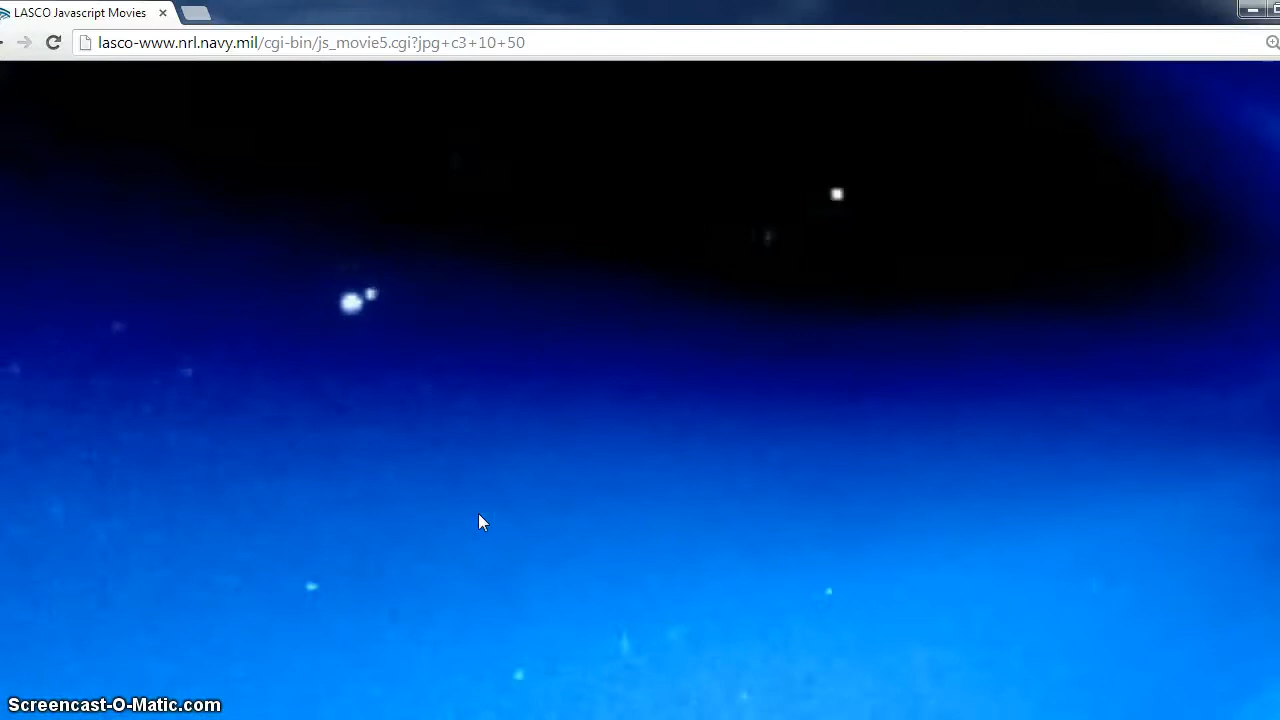 LASCO Javascript Movies
lasco-www.nrl.navy.mil/cgi-bin/js_movie5.cgi?jpg+c3+10+50
Screencast-O-Matic.com